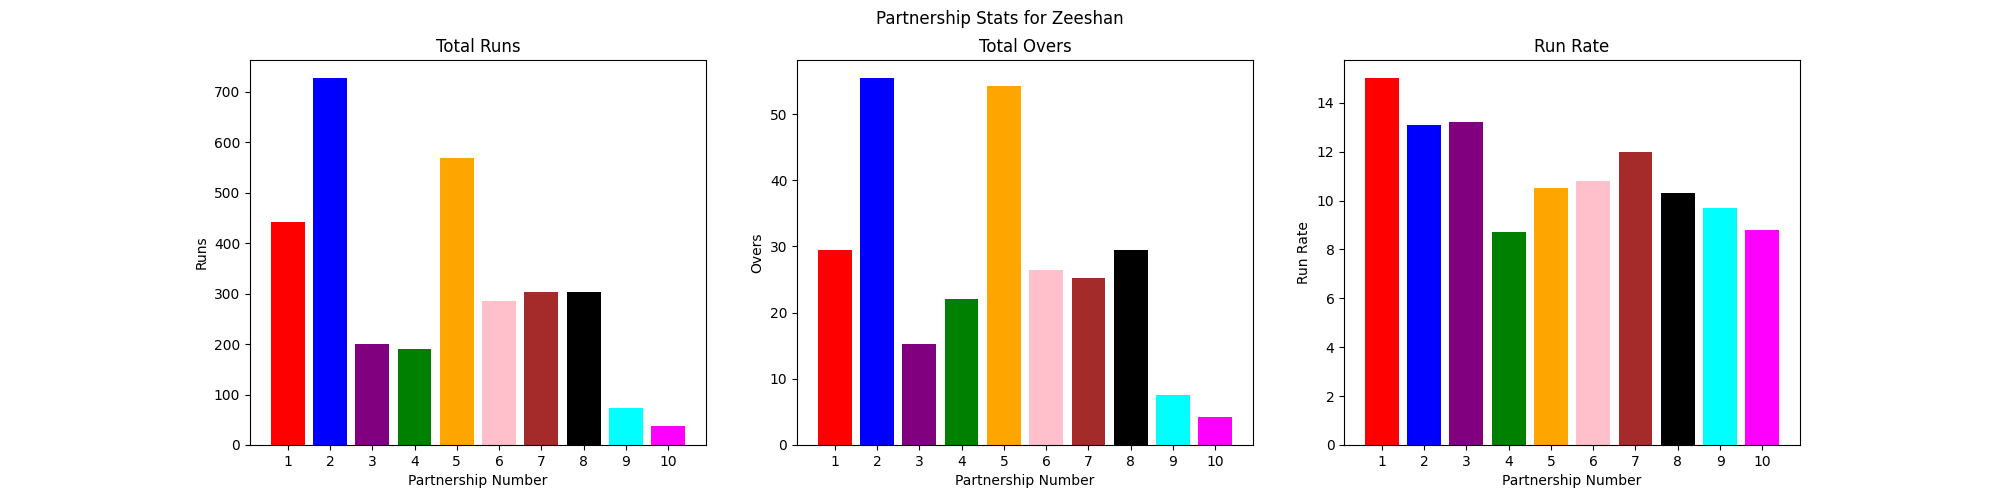 Partnership Stats for Zeeshan
Total Runs
700
600
500
400
300
200
100
0
Runs
1 2 3 4 5 6 7 8 9 10
Partnership Number
Total Overs
50
40
30
20
10
0
Overs
1 2 3 4 5 6 7 8 9 10
Partnership Number
Run Rate
14
12
10
8
6
4
2
0
Run Rate
1 2 3 4 5 6 7 8 9 10
Partnership Number